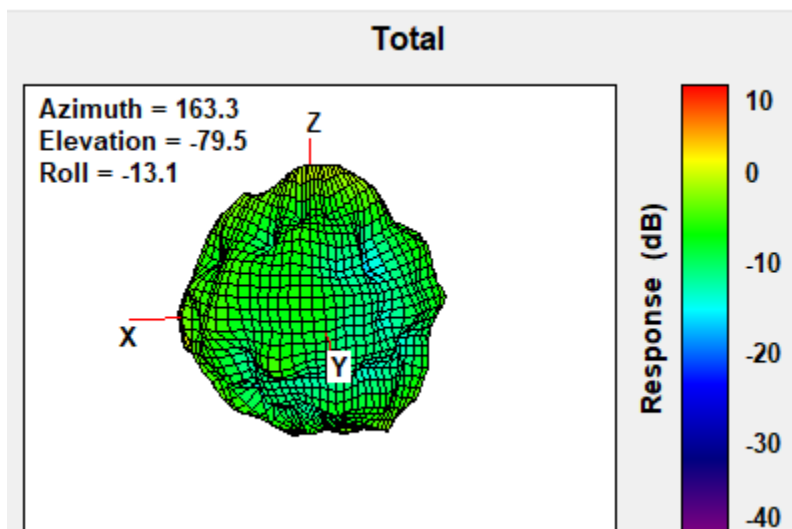 Total
Azimuth = 163.3
Elevation = -79.5
Roll = -13.1
Z
X
Y
Response (dB)
10
0
-10
-20
-30
-40